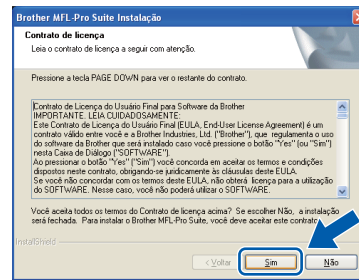 Brother MFL-Pro Suite Instalação
Contrato de licença
Leia o contrato de licença a seguir com atenção.
Pressione a tecla PAGE DOWN para ver o restante do contrato.
Contrato de Licença do Usuário Final para Software da Brother
IMPORTANTE. LEIA CUIDADOSAMENTE:
Este Contrato de Licença do Usuário Final (EULA, End-User License Agreement) é um
contrato válido entre você e a Brother Industries, Ltd. ("Brother"), que regulamenta o uso
do software da Brother que será instalado caso você pressione o botão "Yes" (ou "Sim")
nesta Caixa de Diálogo ("SOFTWARE").
Ao pressionar o botão "Yes" ("Sim") você concorda em aceitar os termos e condições
dispostos neste contrato, obrigando-se juridicamente às cláusulas deste EULA.
Se você não concordar com os termos deste EULA, não obterá licença para a utilização
do SOFTWARE. Nesse caso, você não poderá utilizar o SOFTWARE.
Você aceita todos os termos do Contrato de licença acima? Se escolher Não, a instalação
será fechada. Para instalar o Brother MFL-Pro Suite, você deve aceitar este contrato.
InstallShield
< Voltar
Sim
Não